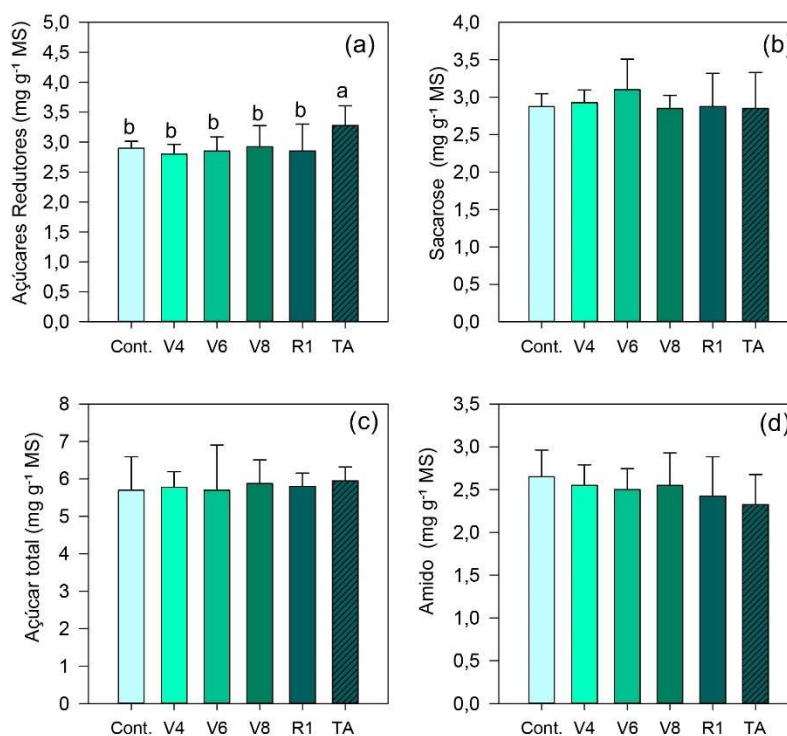 (a)
Açúcares Redutores (mg g⁻¹ MS)
5,0
4,5
4,0
3,5
3,0
2,5
2,0
1,5
1,0
0,5
0,0
b b b b b a
Cont. V4 V6 V8 R1 TA
(b)
Sacarose (mg g⁻¹ MS)
4,0
3,5
3,0
2,5
2,0
1,5
1,0
0,5
0,0
Cont. V4 V6 V8 R1 TA
(c)
Açúcar total (mg g⁻¹ MS)
8
7
6
5
4
3
2
1
0
Cont. V4 V6 V8 R1 TA
(d)
Amido (mg g⁻¹ MS)
3,5
3,0
2,5
2,0
1,5
1,0
0,5
0,0
Cont. V4 V6 V8 R1 TA